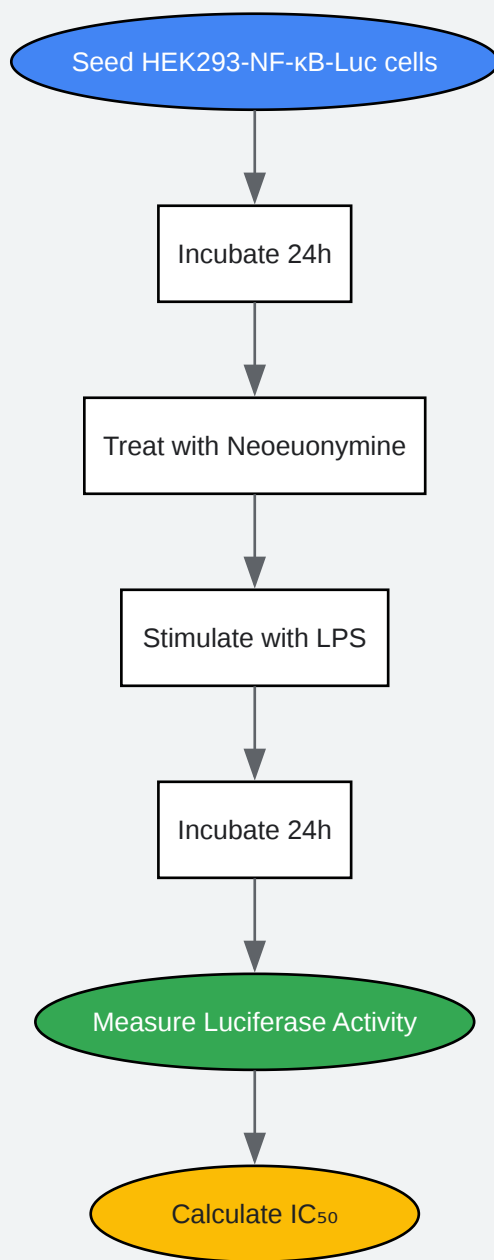 Seed HEK293-NF-κB-Luc cells
Incubate 24h
Treat with Neoeuonymine
Stimulate with LPS
Incubate 24h
Measure Luciferase Activity
Calculate IC₅₀